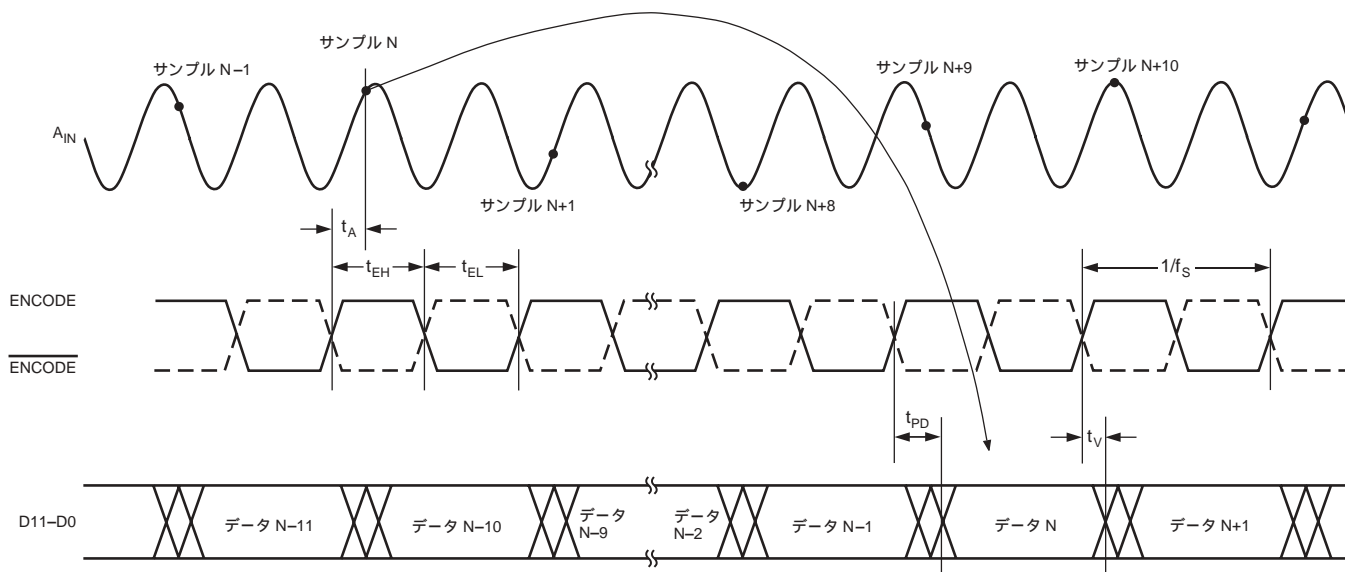 サンプル N
サンプル N–1
サンプル N+9
サンプル N+10
AIN
サンプル N+1
サンプル N+8
tA
tEH
tEL
1/fS
ENCODE
ENCODE
tPD
tV
D11–D0
データ N–11
データ N–10
データ
N–9
データ
N–2
データ N–1
データ N
データ N+1